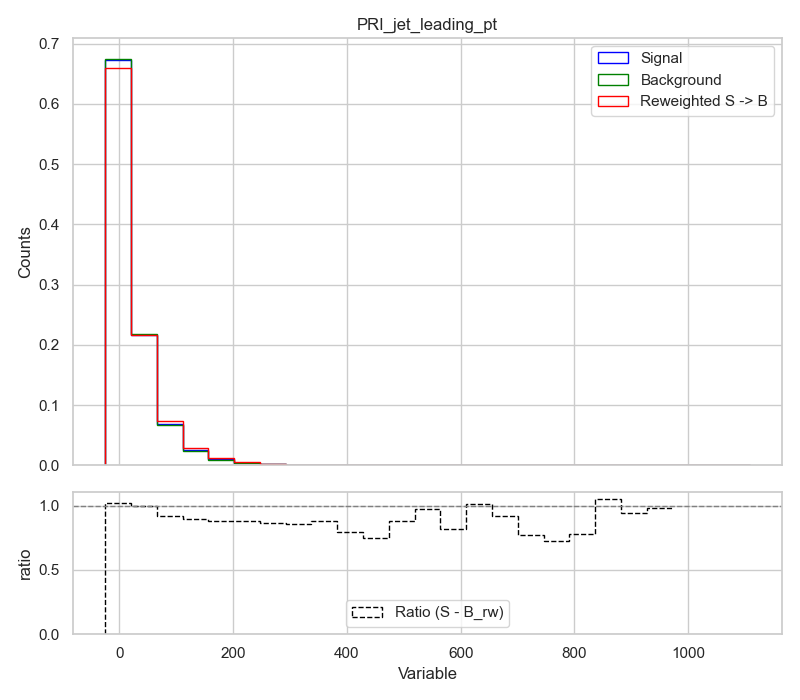 PRI_jet_leading_pt
0.7
0.6
0.5
0.4
0.3
0.2
0.1
0.0
Counts
Signal
Background
Reweighted S -> B
1.0
0.5
0.0
ratio
Ratio (S - B_rw)
0 200 400 600 800 1000
Variable